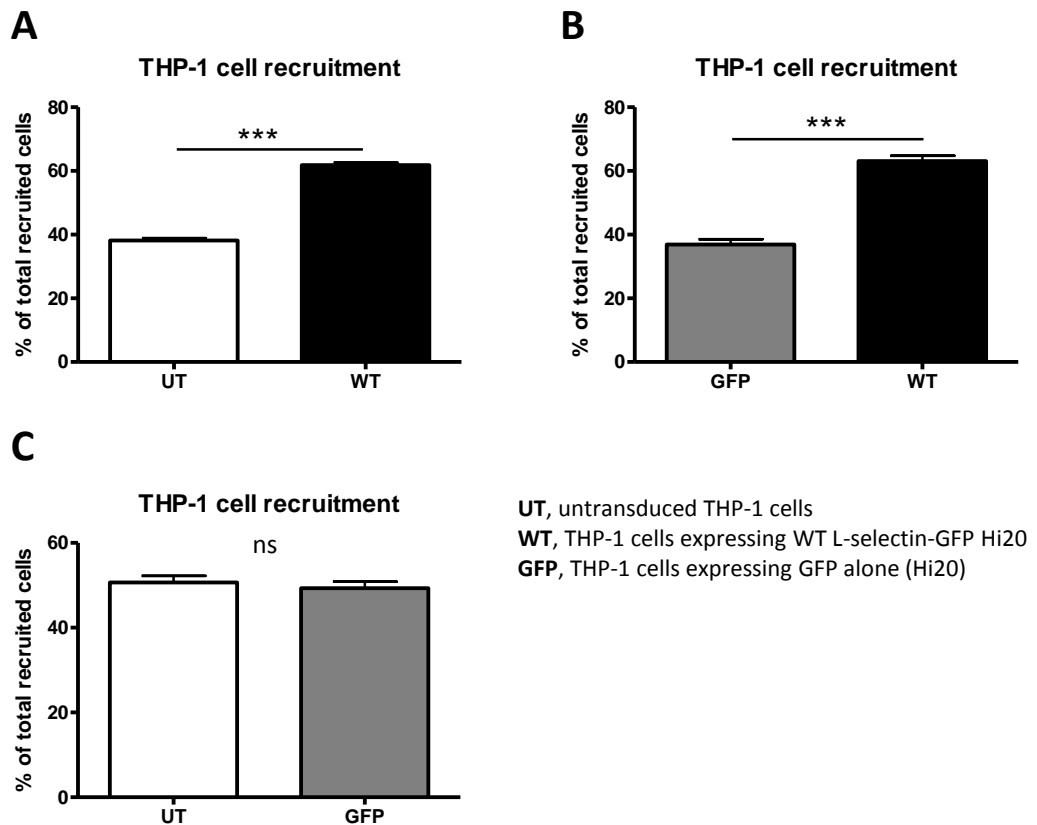 A
THP-1 cell recruitment
% of total recruited cells
80
60
40
20
0
***
UT
WT
B
THP-1 cell recruitment
% of total recruited cells
80
60
40
20
0
***
GFP
WT
C
THP-1 cell recruitment
% of total recruited cells
60
40
20
0
ns
UT
GFP
UT, untransduced THP-1 cells
WT, THP-1 cells expressing WT L-selectin-GFP Hi20
GFP, THP-1 cells expressing GFP alone (Hi20)